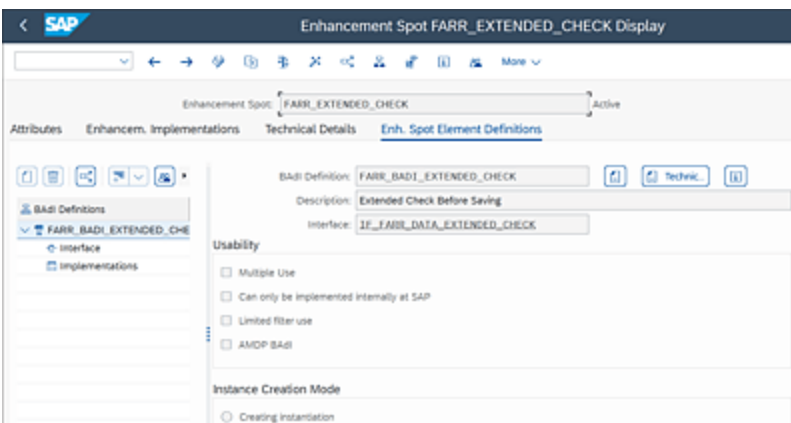 SAP Enhancement Spot FARR_EXTENDED_CHECK Display
More
Enhancement Spot: FARR_EXTENDED_CHECK Active
Attributes Enhancem. Implementations Technical Details Enh. Spot Element Definitions
BAdI Definition: FARR_BADI_EXTENDED_CHECK Technic...
Description: Extended Check Before Saving
Interface: IF_FARR_DATA_EXTENDED_CHECK
BAdI Definitions
FARR_BADI_EXTENDED_CHE
Interface
Implementations
Usability
Multiple Use
Can only be implemented internally at SAP
Limited filter use
AMDP BAdI
Instance Creation Mode
Creating Instantiation